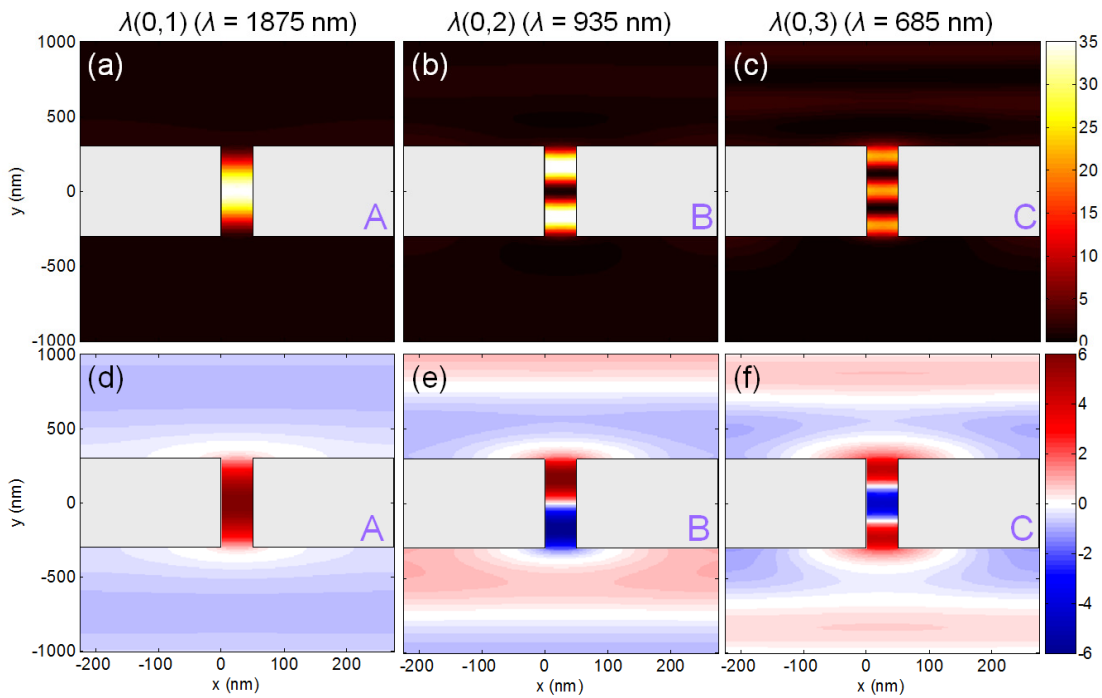 λ(0,1) (λ = 1875 nm)
λ(0,2) (λ = 935 nm)
λ(0,3) (λ = 685 nm)
1000
500
0
-500
-1000
y (nm)
(a)
A
(b)
B
(c)
C
35
30
25
20
15
10
5
0
1000
500
0
-500
-1000
y (nm)
(d)
A
(e)
B
(f)
C
6
4
2
0
-2
-4
-6
-200 -100 0 100 200
x (nm)
-200 -100 0 100 200
x (nm)
-200 -100 0 100 200
x (nm)